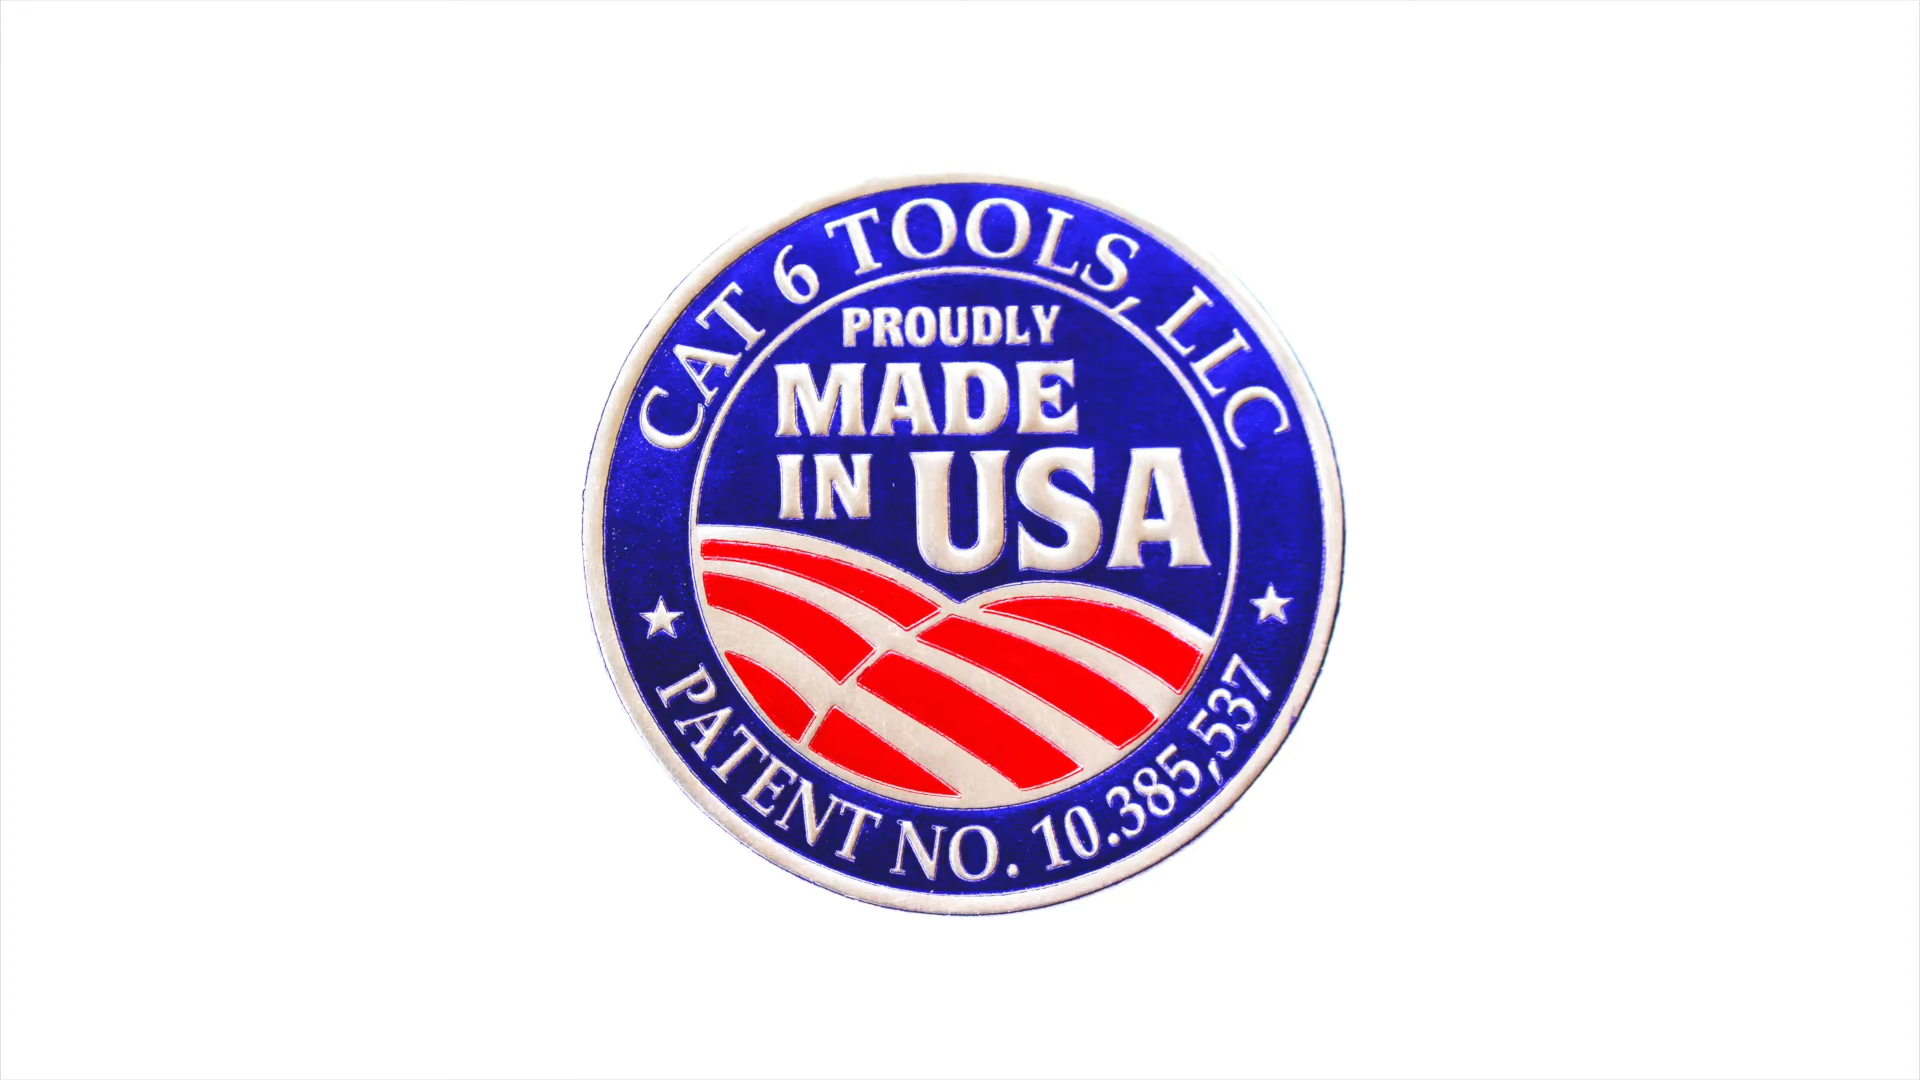 CAT 6 TOOLS, LLC
PROUDLY
MADE
IN USA
PATENT NO. 10.385,537